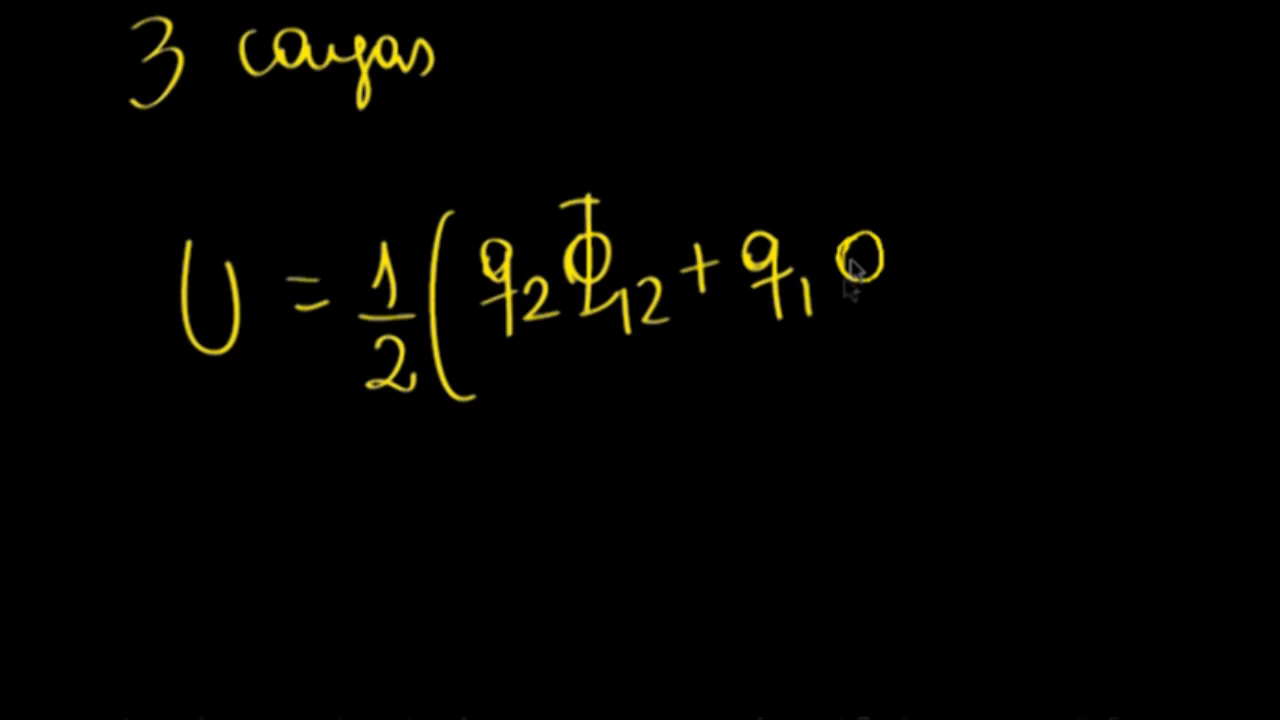 3 cargas
U = 1/2 ( q2 Φ12 + q1 O